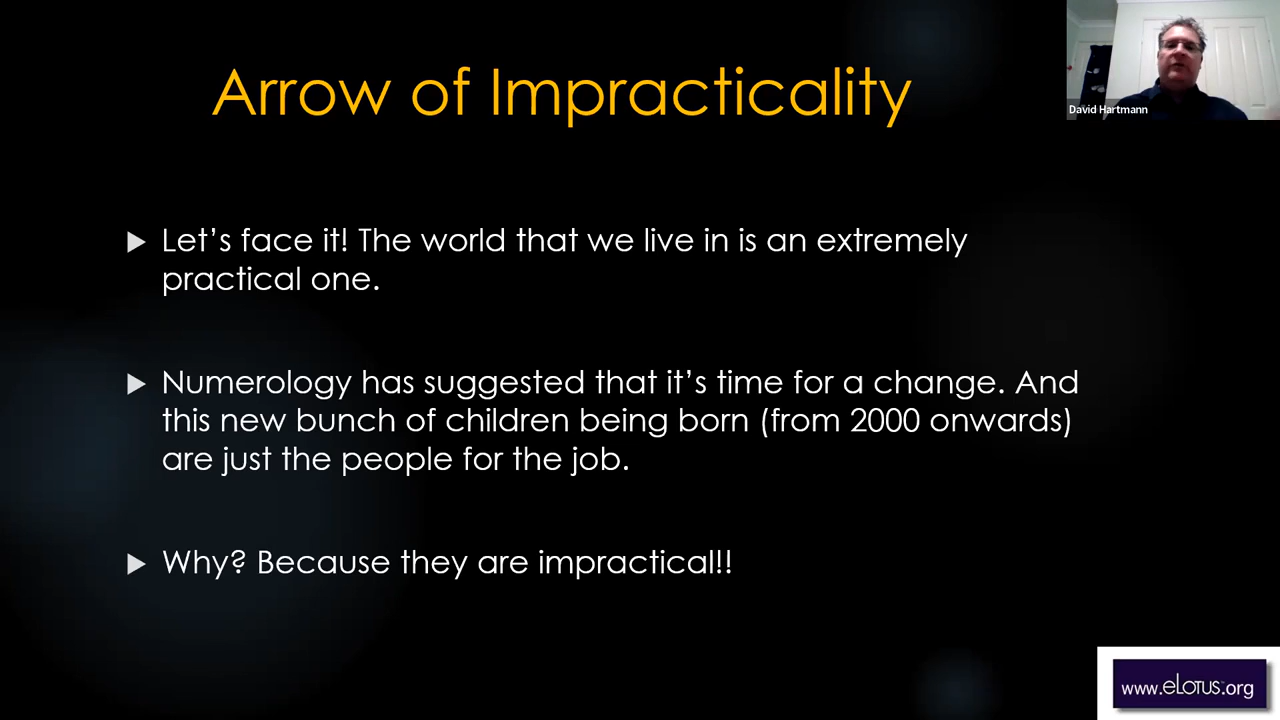 Arrow of Impracticality
David Hartmann
Let’s face it! The world that we live in is an extremely
practical one.
Numerology has suggested that it’s time for a change. And
this new bunch of children being born (from 2000 onwards)
are just the people for the job.
Why? Because they are impractical!!
www.eLotus.org